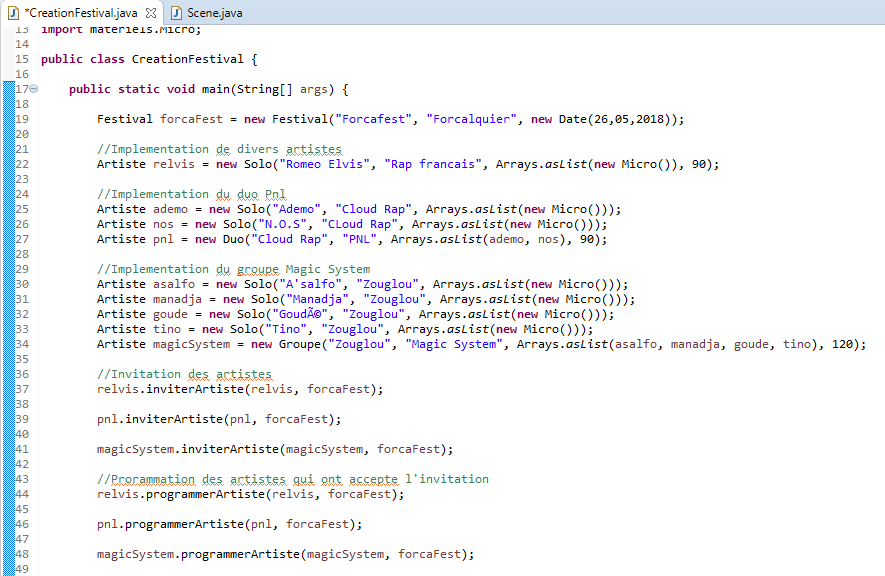 *CreationFestival.java Scene.java
13 import materiels.Micro;
14
15 public class CreationFestival {
16
17 public static void main(String[] args) {
18
19 Festival forcaFest = new Festival("Forcafest", "Forcalquier", new Date(26,05,2018));
20
21 //Implementation de divers artistes
22 Artiste relvis = new Solo("Romeo Elvis", "Rap francais", Arrays.asList(new Micro()), 90);
23
24 //Implementation du duo Pnl
25 Artiste ademo = new Solo("Ademo", "Cloud Rap", Arrays.asList(new Micro()));
26 Artiste nos = new Solo("N.O.S", "CLoud Rap", Arrays.asList(new Micro()));
27 Artiste pnl = new Duo("Cloud Rap", "PNL", Arrays.asList(ademo, nos), 90);
28
29 //Implementation du groupe Magic System
30 Artiste asalfo = new Solo("A'salfo", "Zouglou", Arrays.asList(new Micro()));
31 Artiste manadja = new Solo("Manadja", "Zouglou", Arrays.asList(new Micro()));
32 Artiste goude = new Solo("GoudÃ©", "Zouglou", Arrays.asList(new Micro()));
33 Artiste tino = new Solo("Tino", "Zouglou", Arrays.asList(new Micro()));
34 Artiste magicSystem = new Groupe("Zouglou", "Magic System", Arrays.asList(asalfo, manadja, goude, tino), 120);
35
36 //Invitation des artistes
37 relvis.inviterArtiste(relvis, forcaFest);
38
39 pnl.inviterArtiste(pnl, forcaFest);
40
41 magicSystem.inviterArtiste(magicSystem, forcaFest);
42
43 //Prorammation des artistes qui ont accepte l'invitation
44 relvis.programmerArtiste(relvis, forcaFest);
45
46 pnl.programmerArtiste(pnl, forcaFest);
47
48 magicSystem.programmerArtiste(magicSystem, forcaFest);
49